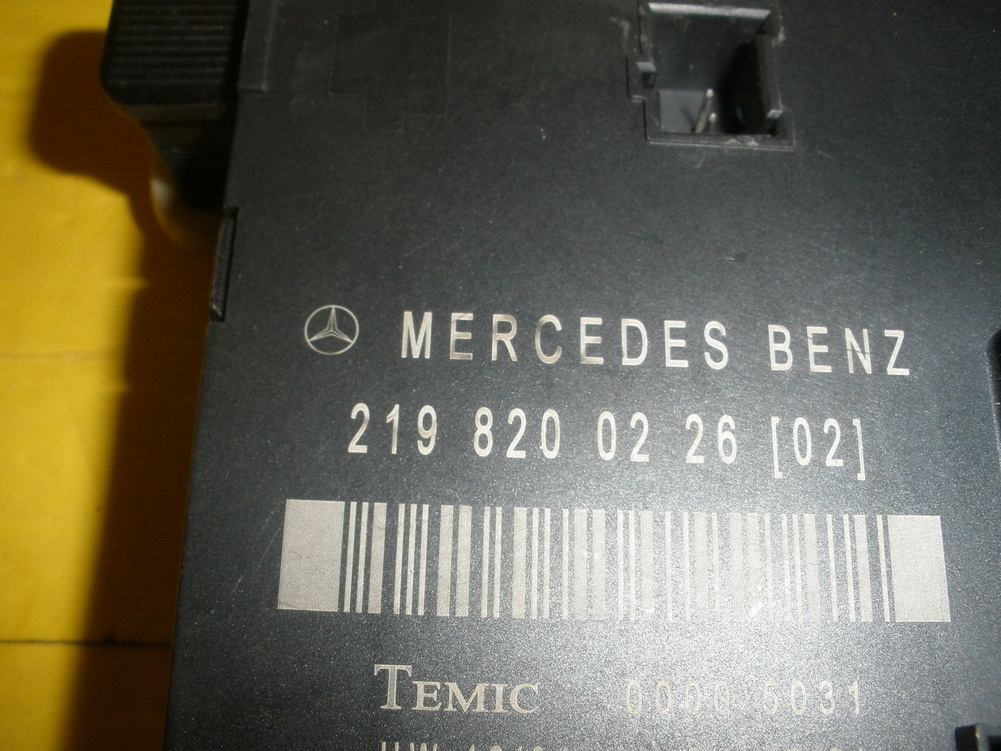 MERCEDES BENZ
219 820 02 26 [02]
TEMIC 0000 5031